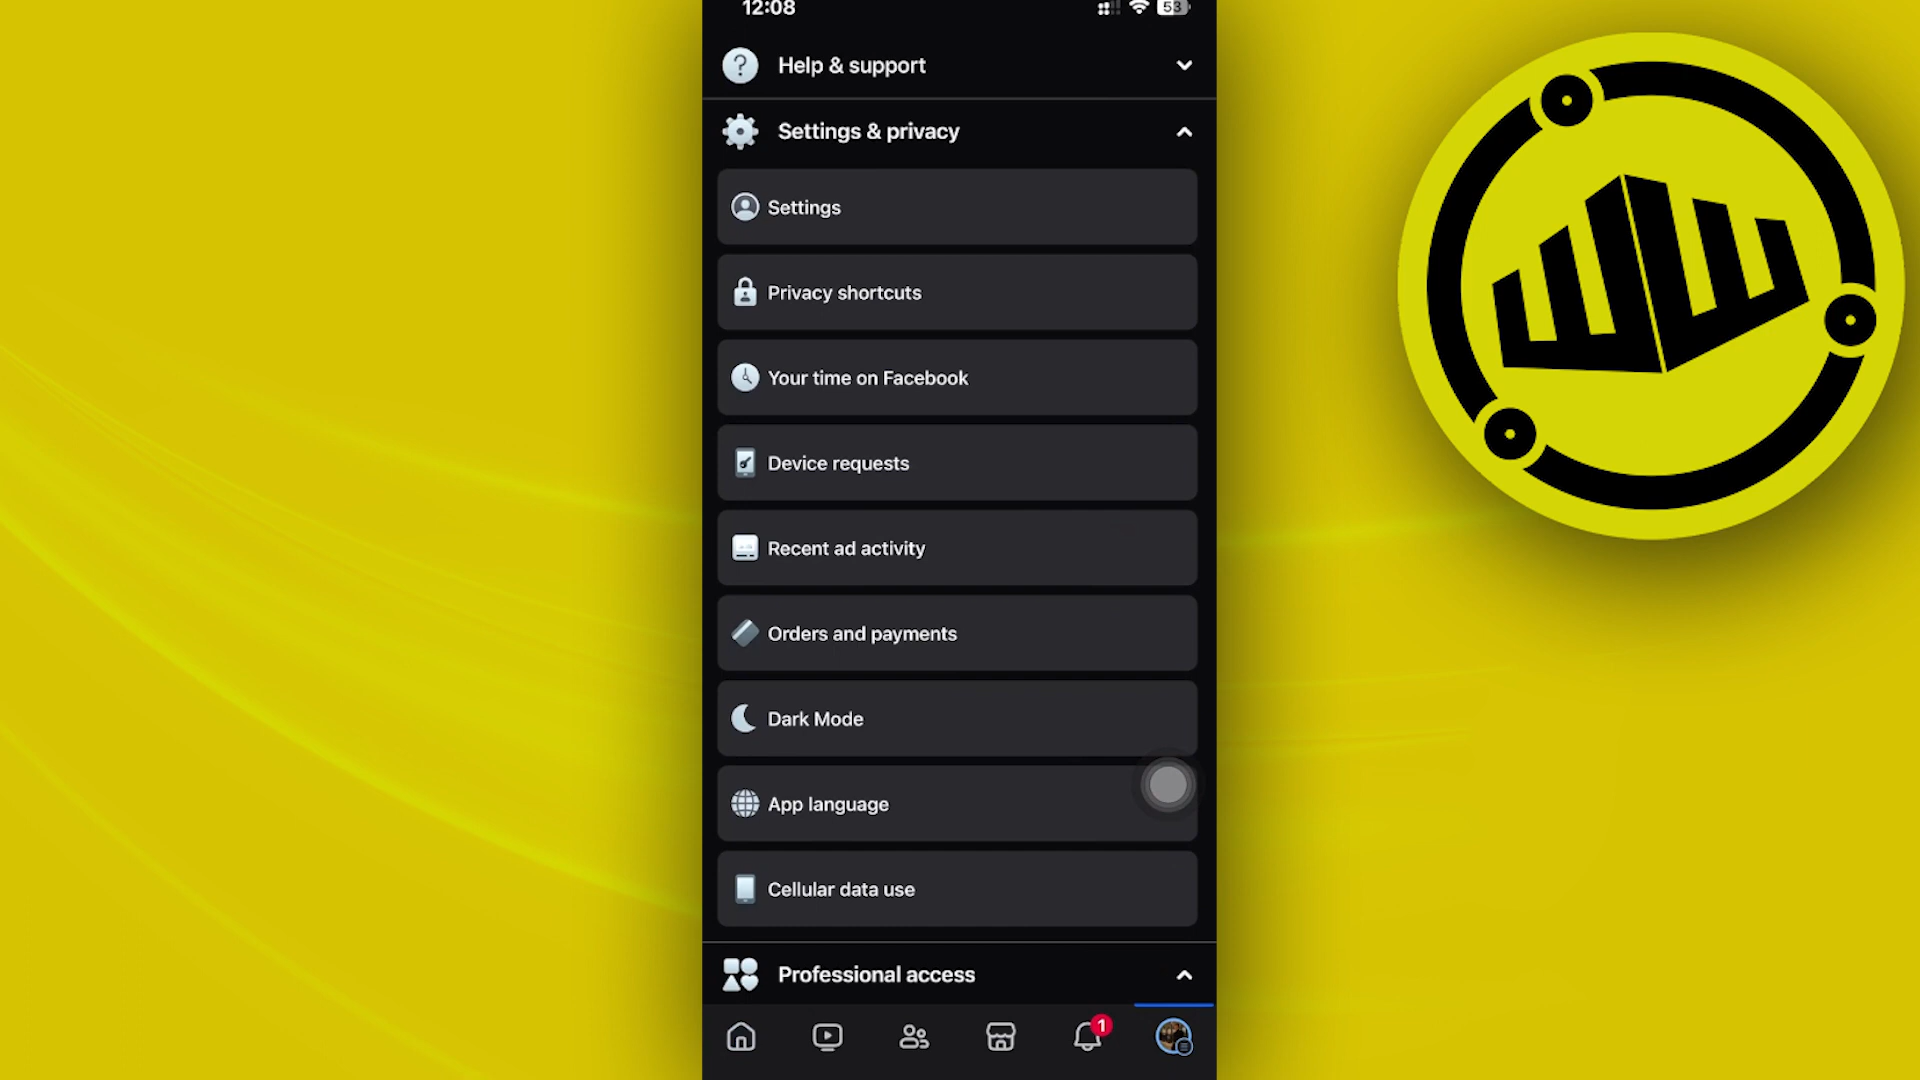 12:08
53
Help & support
Settings & privacy
Settings
Privacy shortcuts
Your time on Facebook
Device requests
Recent ad activity
Orders and payments
Dark Mode
App language
Cellular data use
Professional access
1